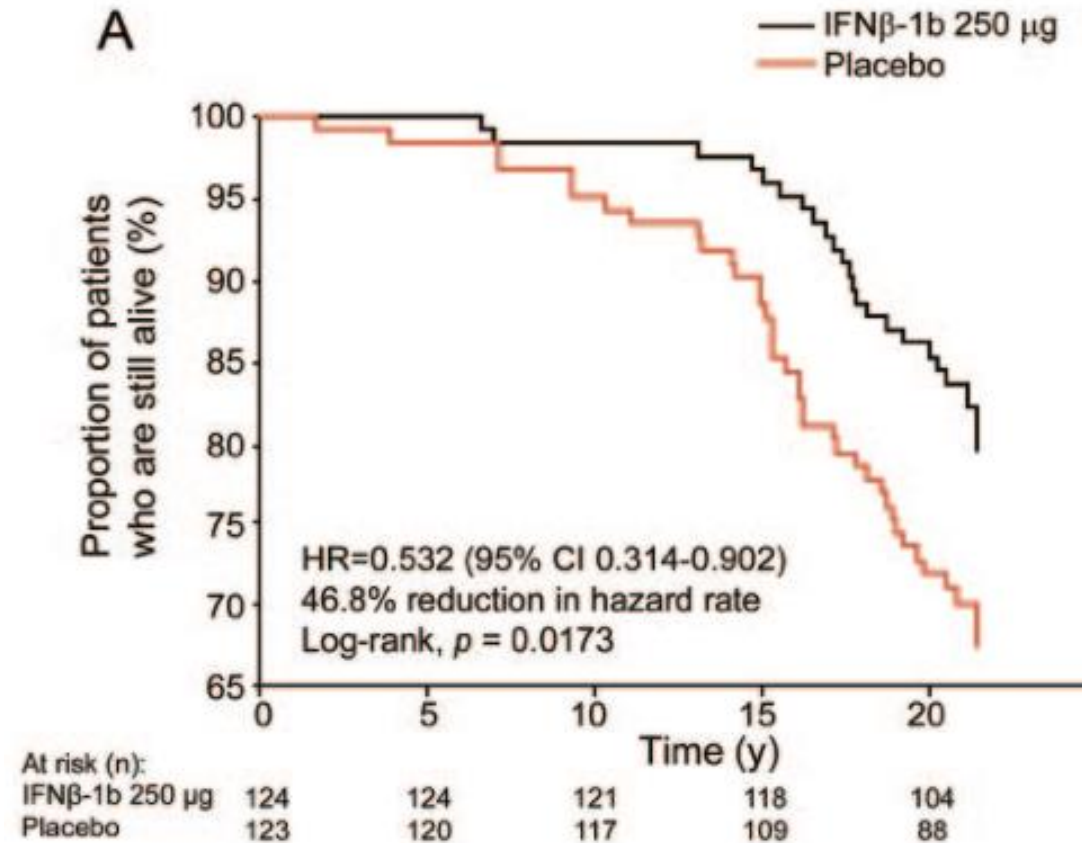 A
IFNβ-1b 250 μg
Placebo
Proportion of patients
who are still alive (%)
100
95
90
85
80
75
70
65
HR=0.532 (95% CI 0.314-0.902)
46.8% reduction in hazard rate
Log-rank, p = 0.0173
0 5 10 15 20
Time (y)
At risk (n):
IFNβ-1b 250 μg 124 124 121 118 104
Placebo 123 120 117 109 88